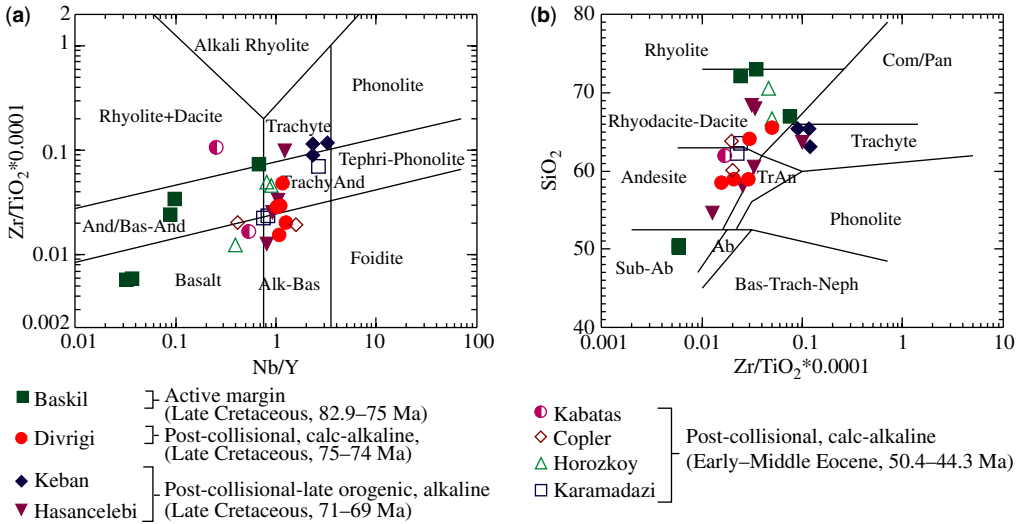 (a)
Zr/TiO2*0.0001
2
1
0.1
0.01
0.002
Alkali Rhyolite
Phonolite
Rhyolite+Dacite
Trachyte
Tephri-Phonolite
TrachyAnd
And/Bas-And
Foidite
Basalt
Alk-Bas
0.01 0.1 1 10 100
Nb/Y
(b)
SiO2
80
70
60
50
40
Rhyolite
Com/Pan
Rhyodacite-Dacite
Trachyte
Andesite
TrAn
Phonolite
Ab
Sub-Ab
Bas-Trach-Neph
0.001 0.01 0.1 1 10
Zr/TiO2*0.0001
Baskil
Active margin
(Late Cretaceous, 82.9–75 Ma)
Divrigi
Post-collisional, calc-alkaline,
(Late Cretaceous, 75–74 Ma)
Keban
Hasancelebi
Post-collisional-late orogenic, alkaline
(Late Cretaceous, 71–69 Ma)
Kabatas
Copler
Horozkoy
Karamadazi
Post-collisional, calc-alkaline
(Early–Middle Eocene, 50.4–44.3 Ma)